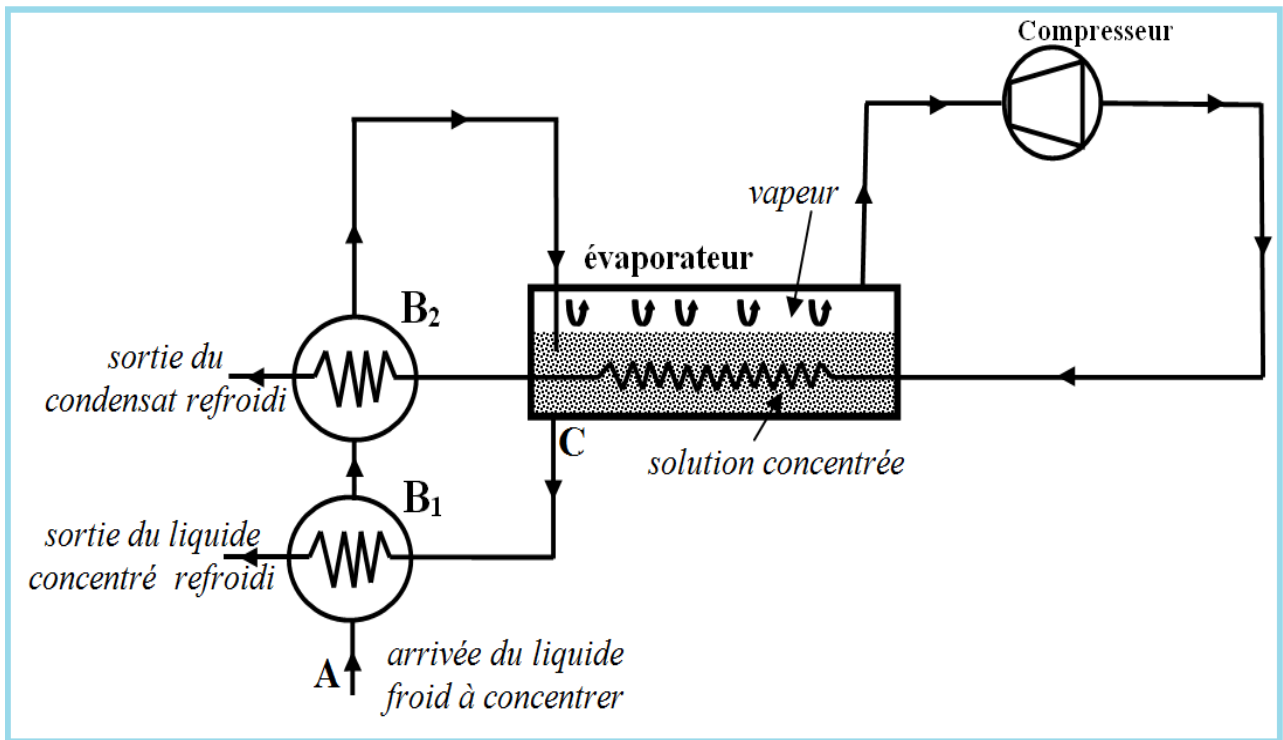 Compresseur
vapeur
évaporateur
B2
sortie du
condensat refroidi
C
solution concentrée
B1
sortie du liquide
concentré refroidi
A
arrivée du liquide
froid à concentrer